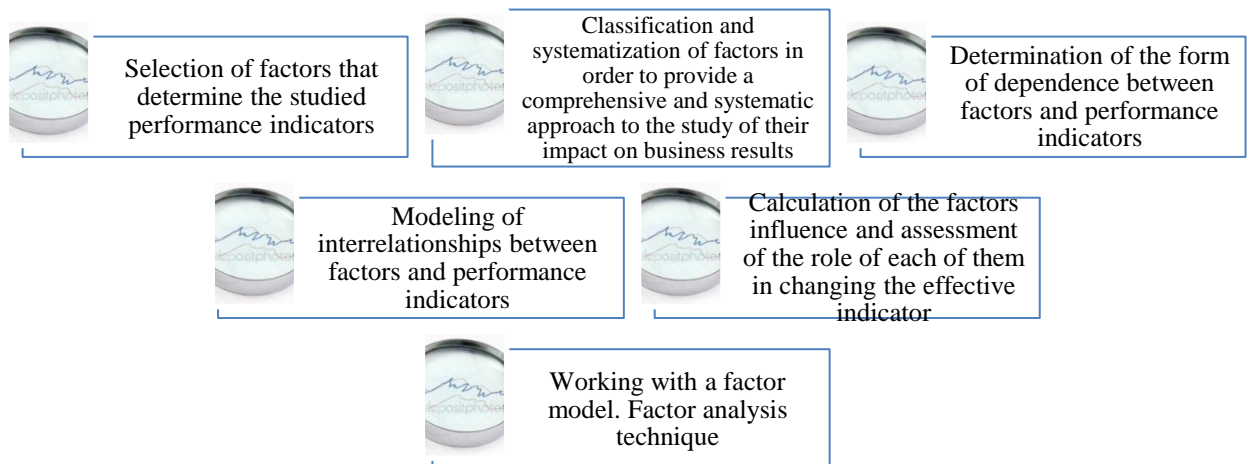 Selection of factors that
determine the studied
performance indicators
Classification and
systematization of factors in
order to provide a
comprehensive and systematic
approach to the study of their
impact on business results
Determination of the form
of dependence between
factors and performance
indicators
Modeling of
interrelationships between
factors and performance
indicators
Calculation of the factors
influence and assessment
of the role of each of them
in changing the effective
indicator
Working with a factor
model. Factor analysis
technique